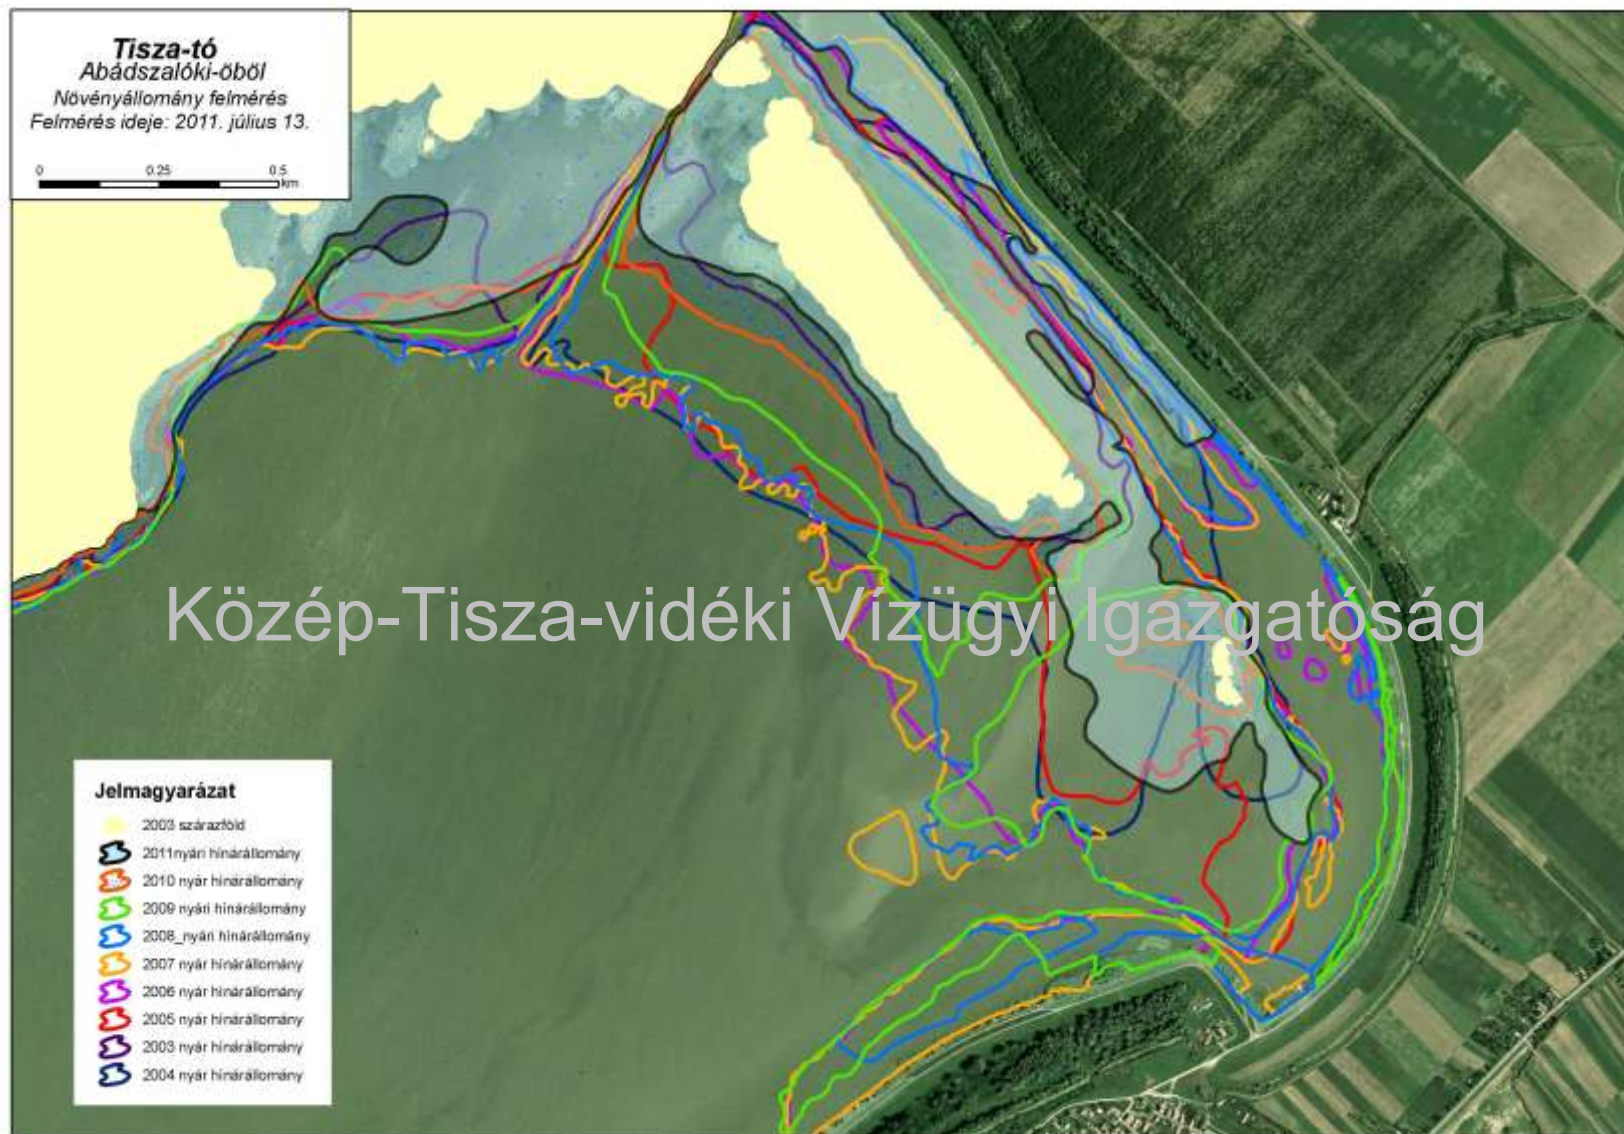 Tisza-tó
Abádszalóki-öböl
Növényállomány felmérés
Felmérés ideje: 2011. július 13.
0 0.25 0.5
km
Közép-Tisza-vidéki Vízügyi Igazgatóság
Jelmagyarázat
2003 szárazföld
2011nyári hínárállomány
2010 nyár hínárállomány
2009 nyári hínárállomány
2008_nyári hínárállomány
2007 nyár hínárállomány
2006 nyár hínárállomány
2005 nyár hínárállomány
2003 nyár hínárállomány
2004 nyár hínárállomány